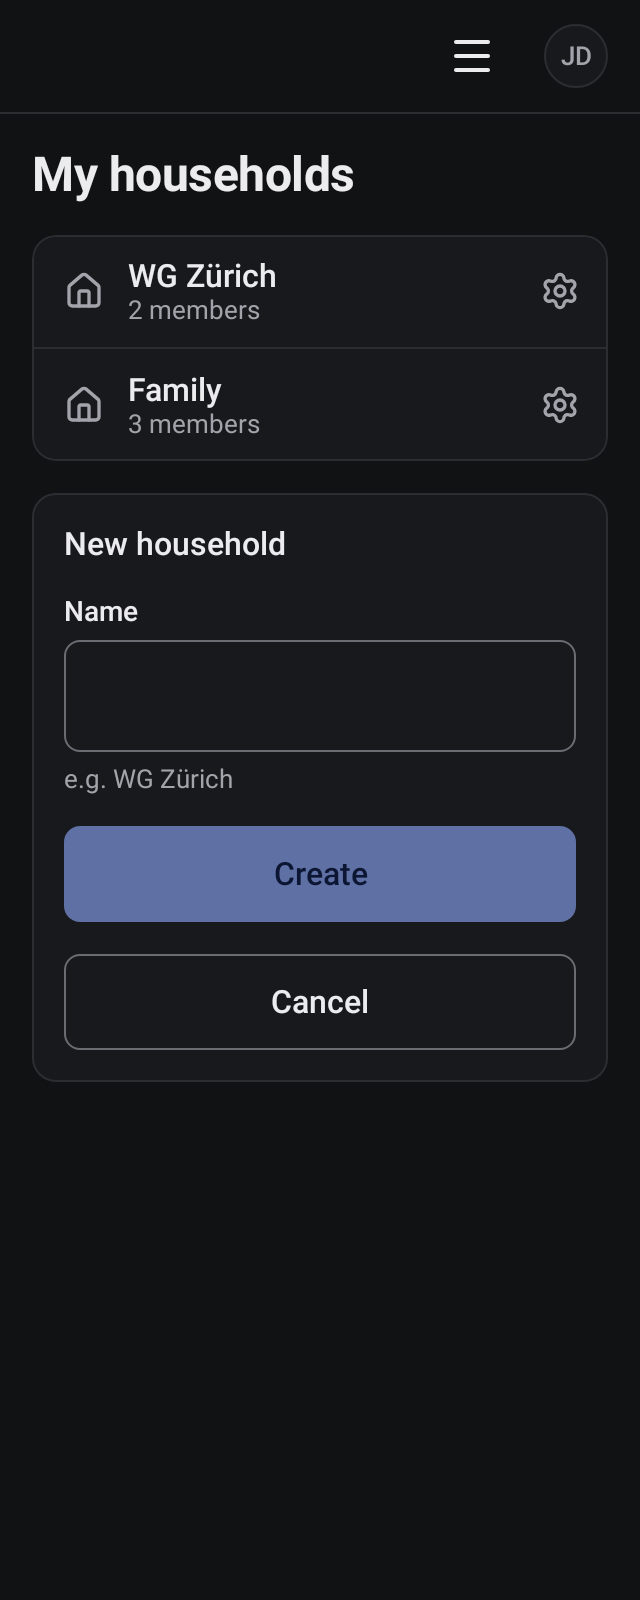 JD
My households
WG Zürich
2 members
Family
3 members
New household
Name
e.g. WG Zürich
Create
Cancel